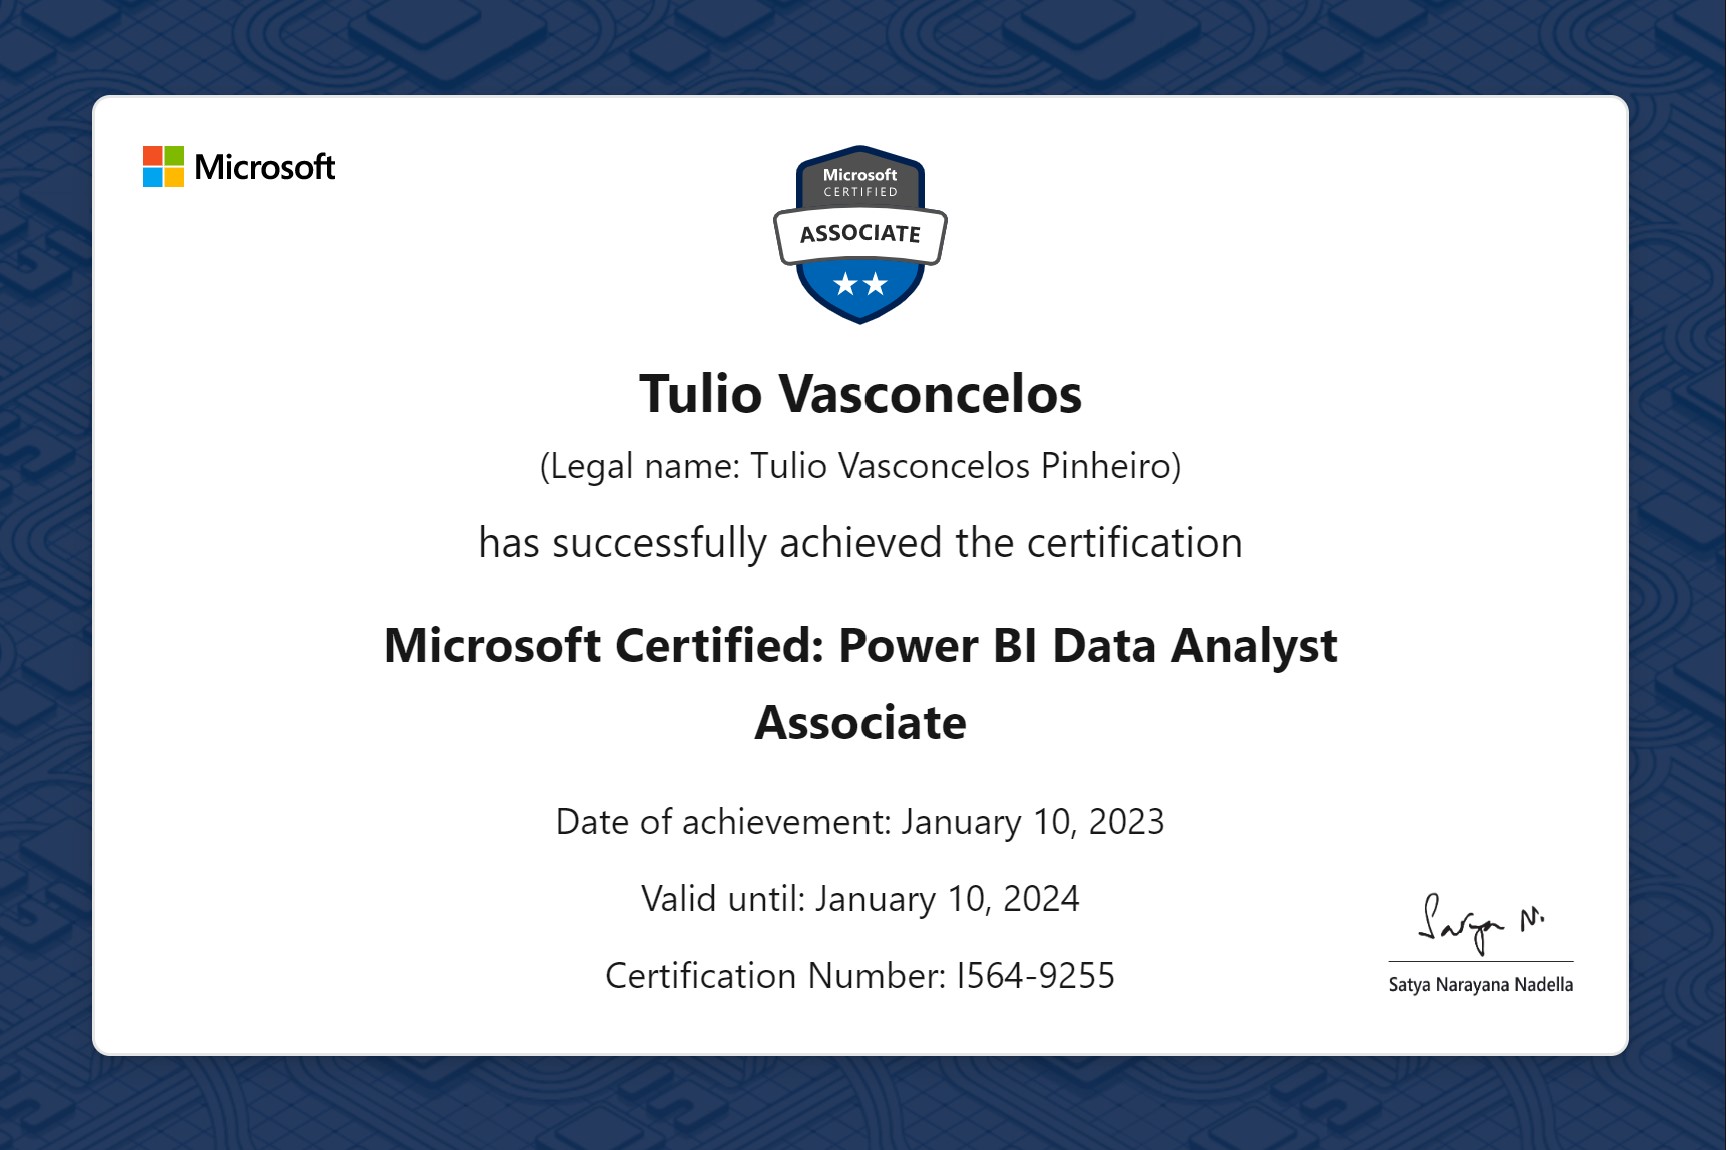 Microsoft
Microsoft
CERTIFIED
ASSOCIATE
Tulio Vasconcelos
(Legal name: Tulio Vasconcelos Pinheiro)
has successfully achieved the certification
Microsoft Certified: Power BI Data Analyst
Associate
Date of achievement: January 10, 2023
Valid until: January 10, 2024
Certification Number: I564-9255
Satya N.
Satya Narayana Nadella